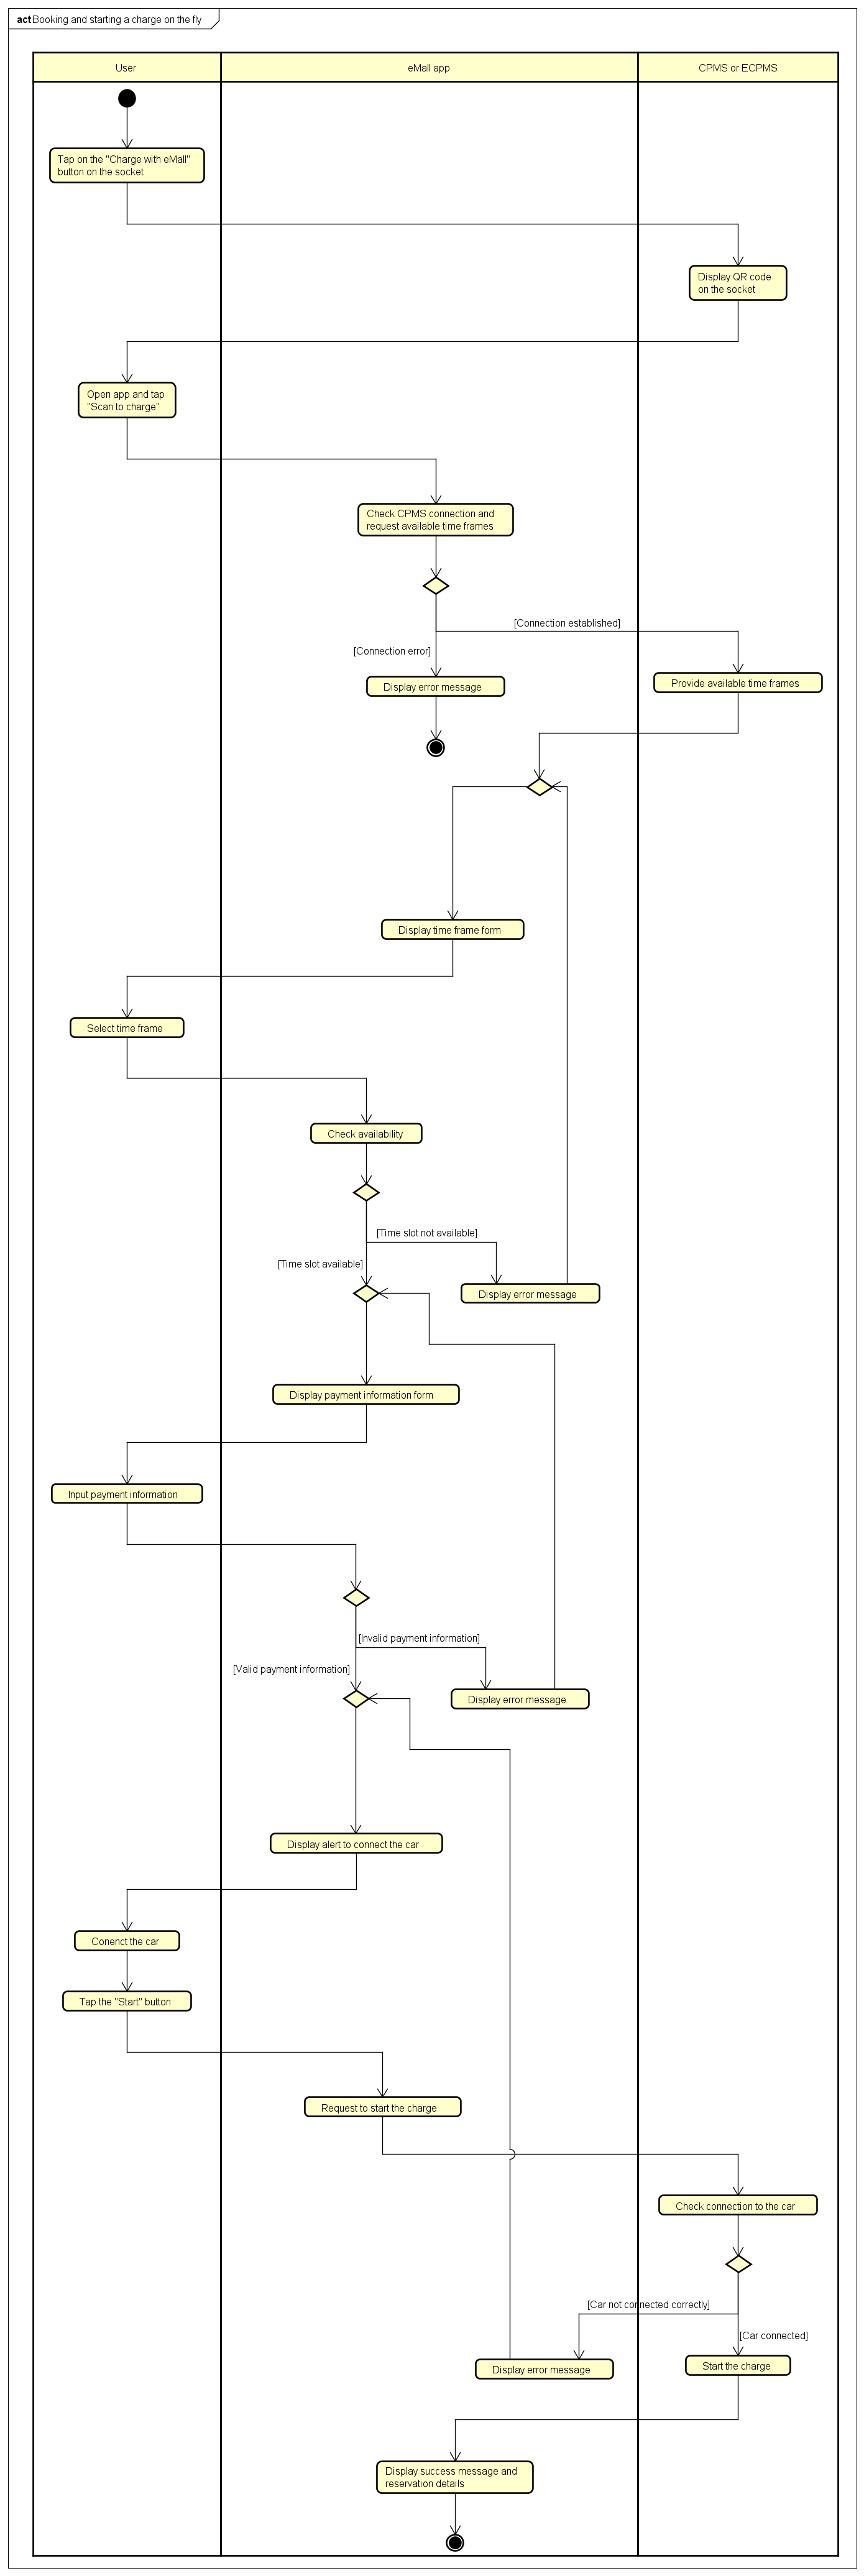 act Booking and starting a charge on the fly
User
eMall app
CPMS or ECPMS
Tap on the "Charge with eMall"
button on the socket
Display QR code
on the socket
Open app and tap
"Scan to charge"
Check CPMS connection and
request available time frames
[Connection established]
[Connection error]
Display error message
Provide available time frames
Display time frame form
Select time frame
Check availability
[Time slot not available]
[Time slot available]
Display error message
Display payment information form
Input payment information
[Invalid payment information]
[Valid payment information]
Display error message
Display alert to connect the car
Conenct the car
Tap the "Start" button
Request to start the charge
Check connection to the car
[Car not connected correctly]
[Car connected]
Start the charge
Display error message
Display success message and
reservation details